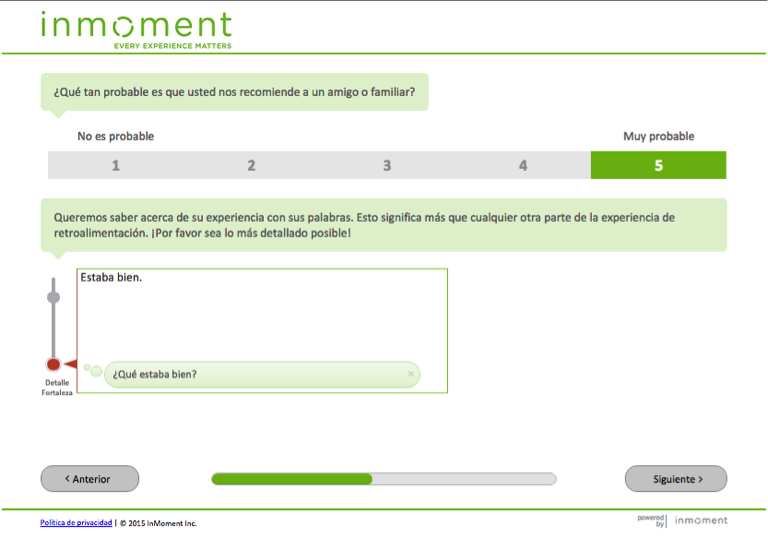 inmoment
EVERY EXPERIENCE MATTERS
¿Qué tan probable es que usted nos recomiende a un amigo o familiar?
No es probable
Muy probable
1 2 3 4 5
Queremos saber acerca de su experiencia con sus palabras. Esto significa más que cualquier otra parte de la experiencia de
retroalimentación. ¡Por favor sea lo más detallado posible!
Estaba bien.
¿Qué estaba bien?
Detalle
Fortaleza
< Anterior
Siguiente >
Política de privacidad | © 2015 InMoment Inc.
powered by inmoment